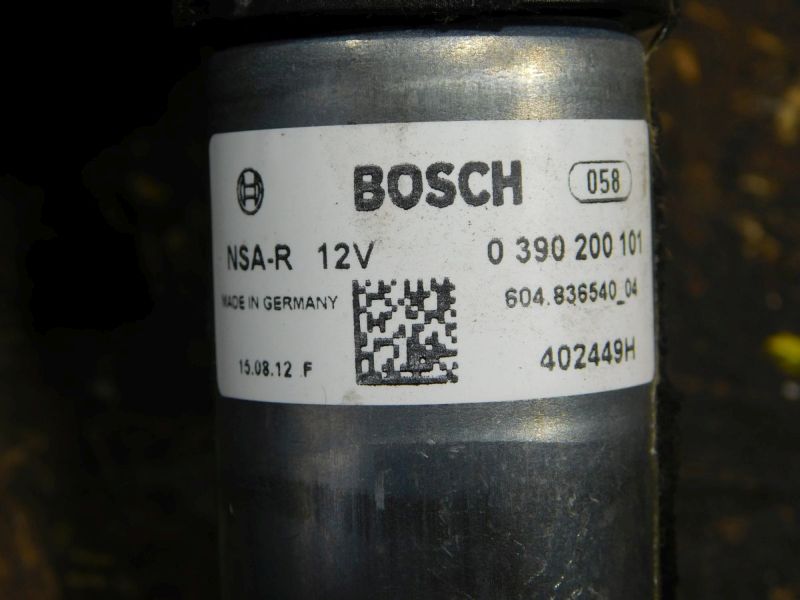 BOSCH 058
NSA-R 12V 0 390 200 101
MADE IN GERMANY 604.836540_04
15.08.12 F 402449H